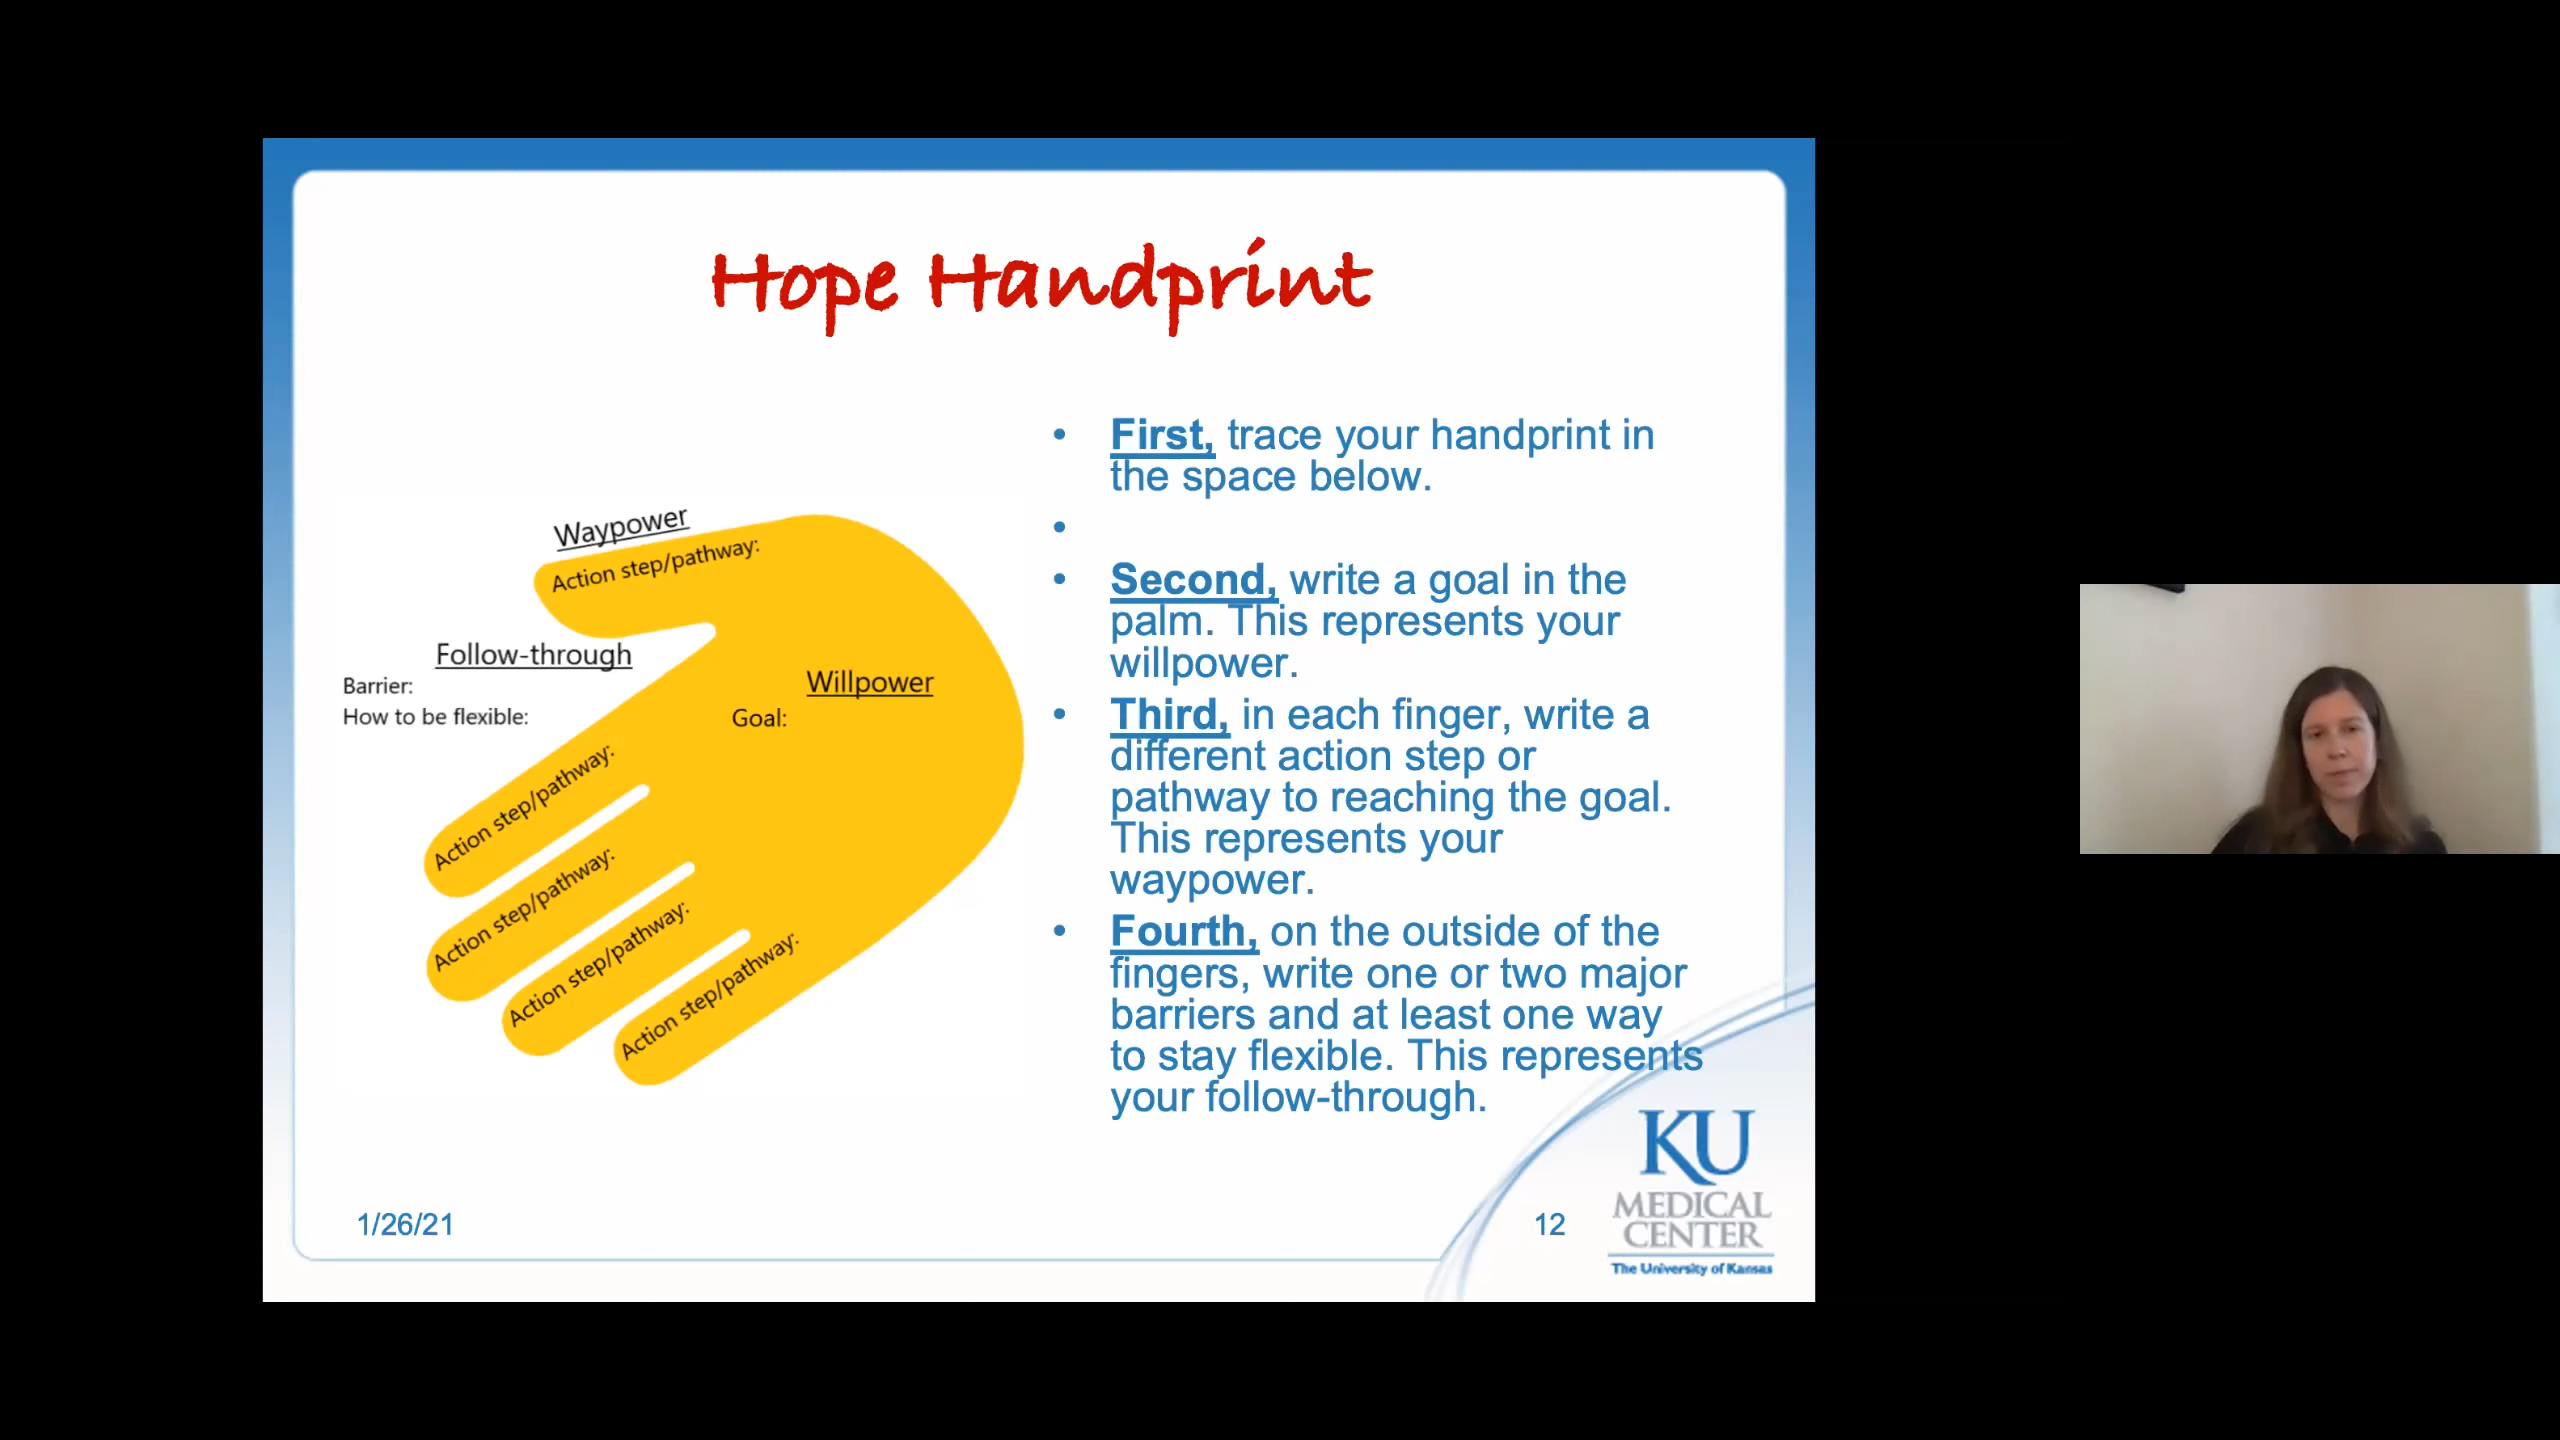 Hope Handprint
Waypower
Action step/pathway:
Follow-through
Barrier:
How to be flexible:
Willpower
Goal:
Action step/pathway:
Action step/pathway:
Action step/pathway:
Action step/pathway:
• First, trace your handprint in
the space below.
•
• Second, write a goal in the
palm. This represents your
willpower.
• Third, in each finger, write a
different action step or
pathway to reaching the goal.
This represents your
waypower.
• Fourth, on the outside of the
fingers, write one or two major
barriers and at least one way
to stay flexible. This represents
your follow-through.
1/26/21
12
KU
MEDICAL
CENTER
The University of Kansas